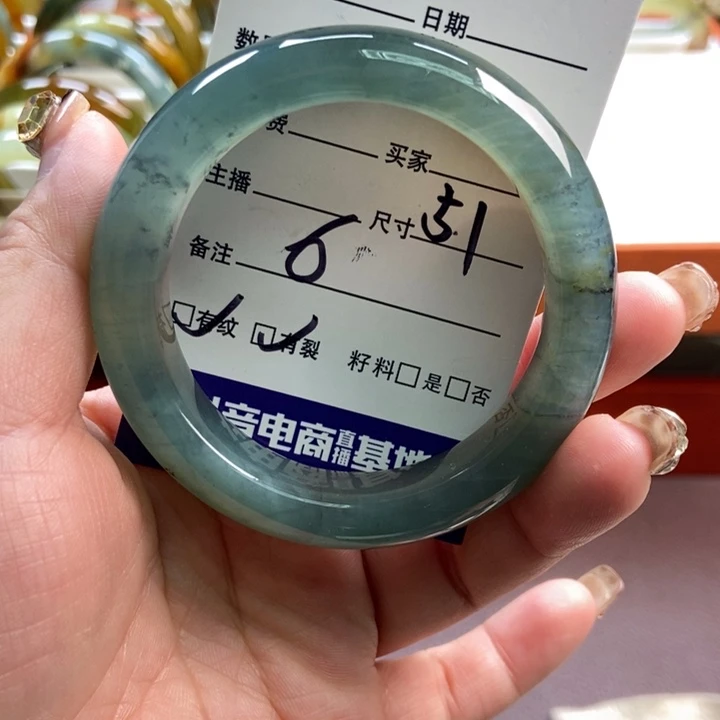 日期
数
费 买家
主播 尺寸 51
备注 6
有纹 有裂 籽料 是 否
音电商直播基地